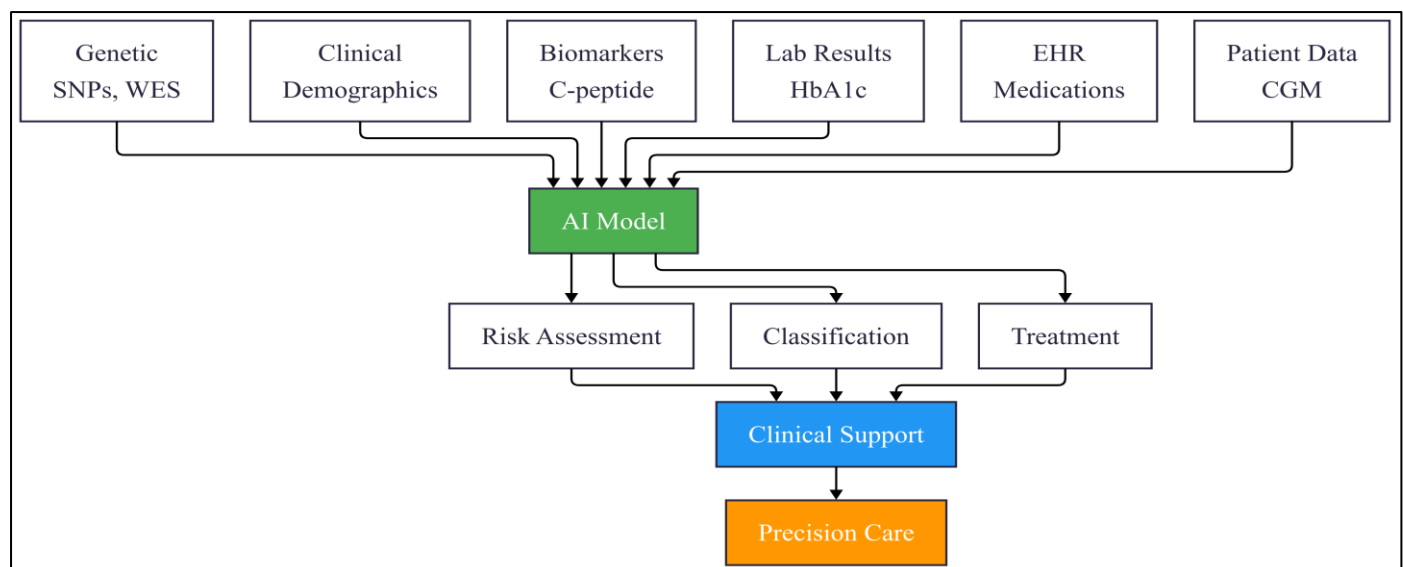 Genetic
SNPs, WES
Clinical
Demographics
Biomarkers
C-peptide
Lab Results
HbA1c
EHR
Medications
Patient Data
CGM
AI Model
Risk Assessment
Classification
Treatment
Clinical Support
Precision Care